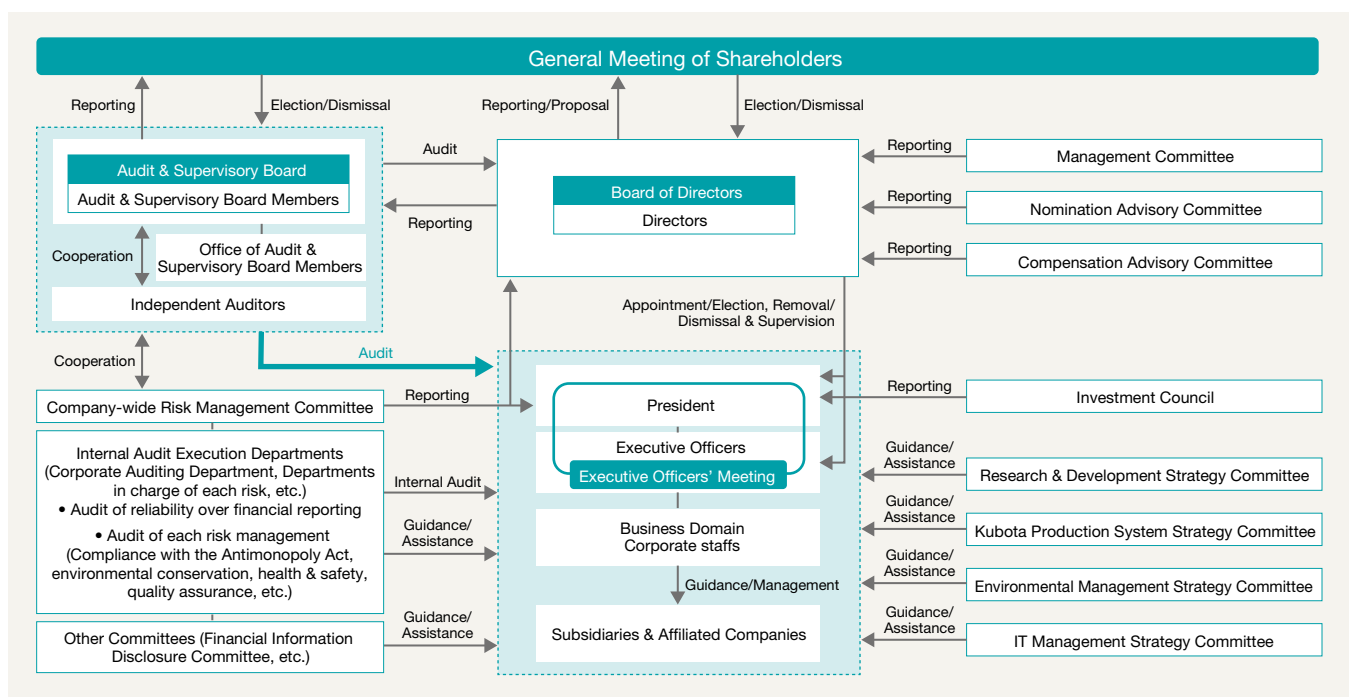 General Meeting of Shareholders
Reporting
Election/Dismissal
Reporting/Proposal
Election/Dismissal
Audit & Supervisory Board
Audit & Supervisory Board Members
Cooperation
Office of Audit &
Supervisory Board Members
Independent Auditors
Audit
Reporting
Board of Directors
Directors
Reporting
Management Committee
Reporting
Nomination Advisory Committee
Reporting
Compensation Advisory Committee
Appointment/Election, Removal/
Dismissal & Supervision
Cooperation
Audit
Company-wide Risk Management Committee
Reporting
President
Executive Officers
Executive Officers' Meeting
Reporting
Investment Council
Internal Audit Execution Departments
(Corporate Auditing Department, Departments
in charge of each risk, etc.)
• Audit of reliability over financial reporting
• Audit of each risk management
(Compliance with the Antimonopoly Act,
environmental conservation, health & safety,
quality assurance, etc.)
Internal Audit
Guidance/
Assistance
Business Domain
Corporate staffs
Guidance/Management
Subsidiaries & Affiliated Companies
Guidance/
Assistance
Research & Development Strategy Committee
Guidance/
Assistance
Kubota Production System Strategy Committee
Guidance/
Assistance
Environmental Management Strategy Committee
Guidance/
Assistance
IT Management Strategy Committee
Other Committees (Financial Information
Disclosure Committee, etc.)
Guidance/
Assistance